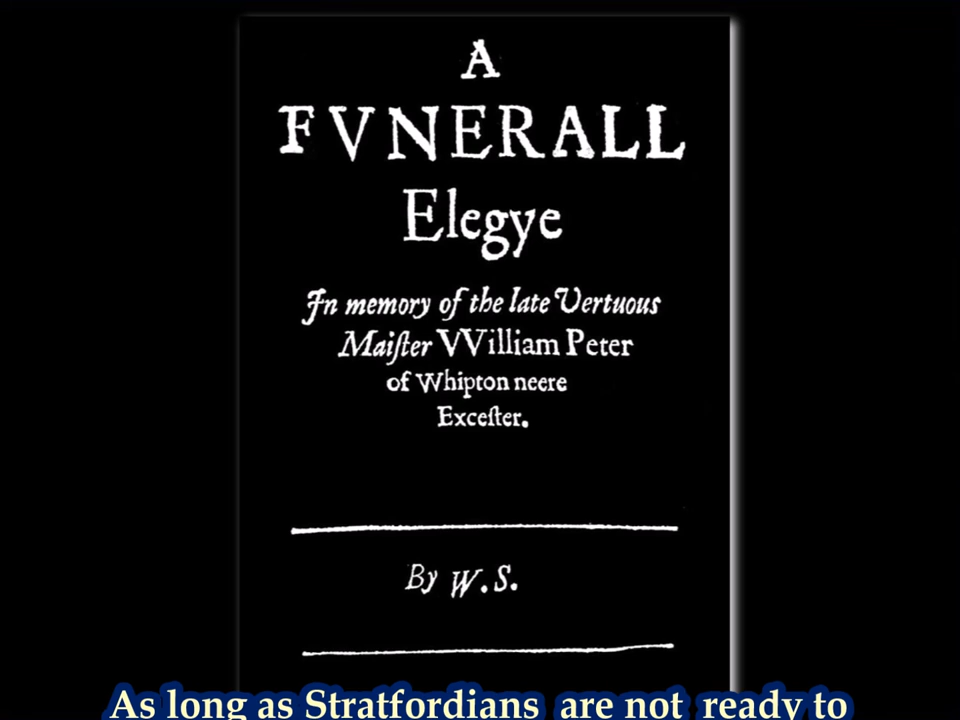 A
FVNERALL
Elegye
In memory of the late Vertuous
Maiſter VVilliam Peter
of Whipton neere
Exceſter.
By W.S.
As long as Stratfordians are not ready to